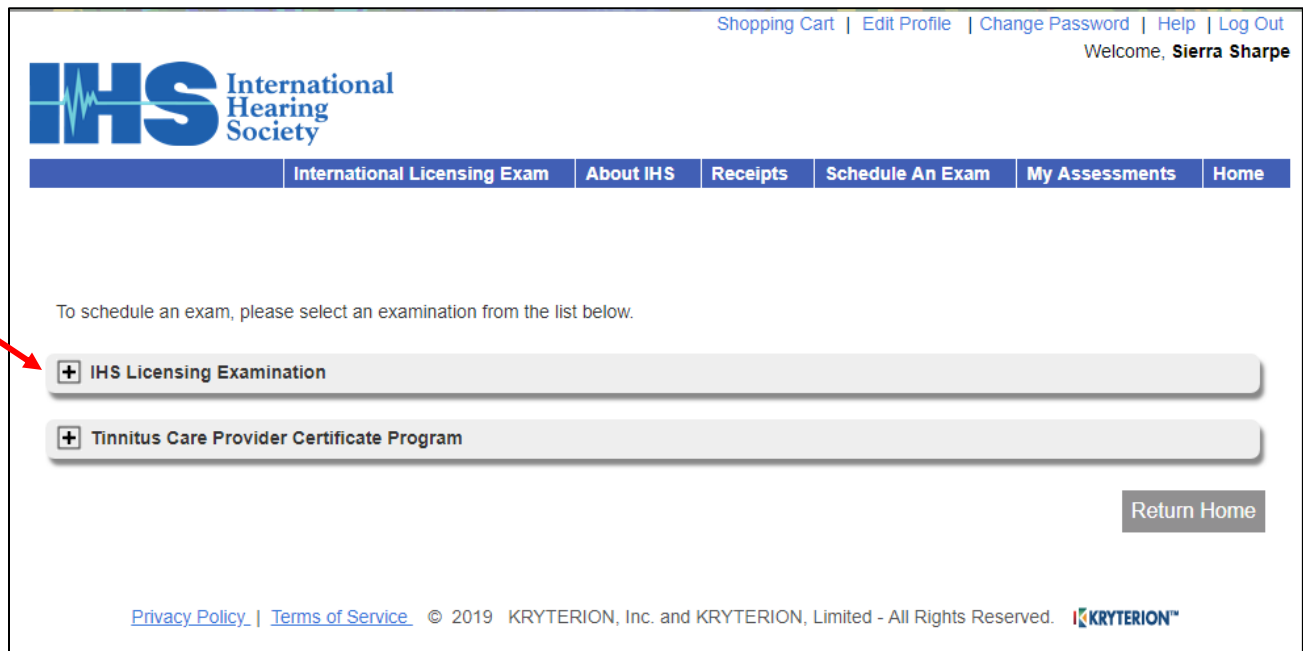 Shopping Cart | Edit Profile | Change Password | Help | Log Out
Welcome, Sierra Sharpe
IHS International
Hearing
Society
International Licensing Exam | About IHS | Receipts | Schedule An Exam | My Assessments | Home
To schedule an exam, please select an examination from the list below.
+ IHS Licensing Examination
+ Tinnitus Care Provider Certificate Program
Return Home
Privacy Policy | Terms of Service © 2019 KRYTERION, Inc. and KRYTERION, Limited - All Rights Reserved. KRYTERION™